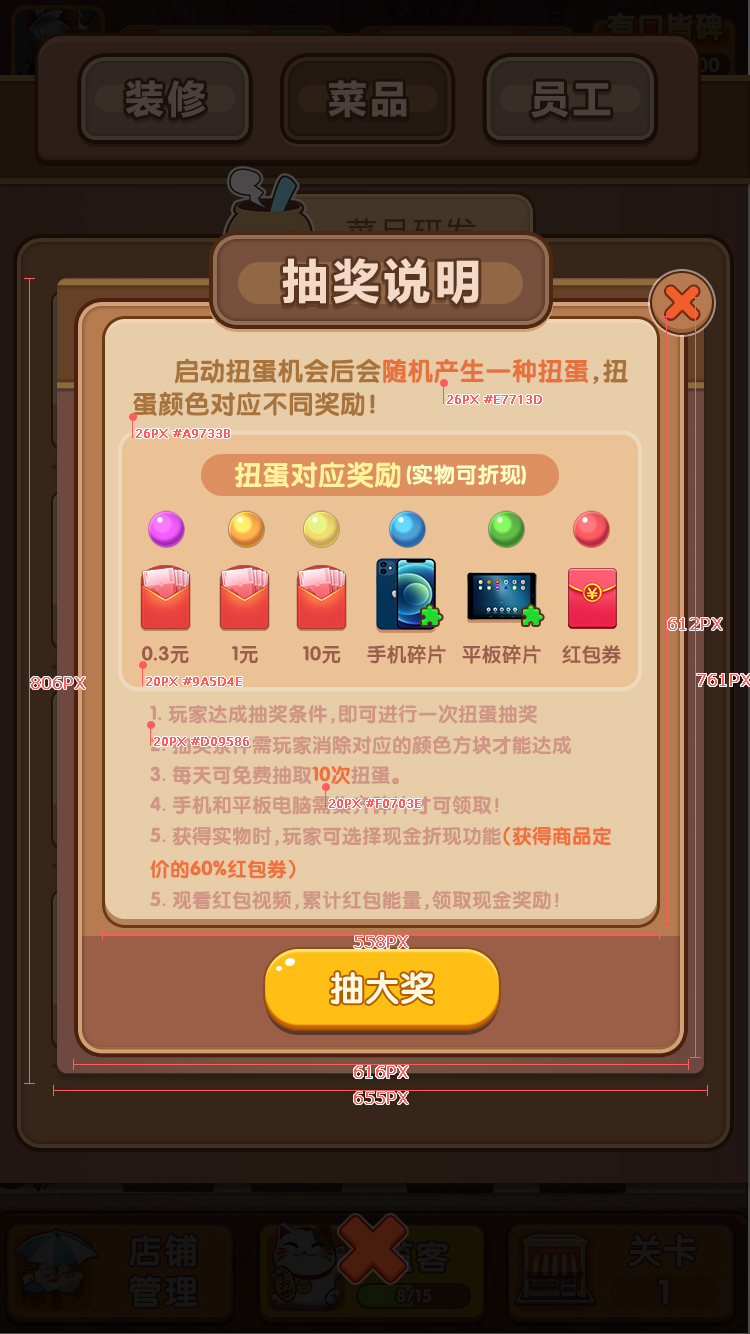 有口皆碑
00
装修
菜品
员工
菜品研发
抽奖说明
启动扭蛋机会后会随机产生一种扭蛋,扭
26PX #E7713D
蛋颜色对应不同奖励!
26PX #A9733B
扭蛋对应奖励(实物可折现)
0.3元
1元
10元
手机碎片
平板碎片
红包券
612PX
806PX
20PX #9A5D4E
761PX
1. 玩家达成抽奖条件,即可进行一次扭蛋抽奖
20PX #D09586
2. 抽奖条件需玩家消除对应的颜色方块才能达成
3. 每天可免费抽取10次扭蛋。
20PX #F0703E
4. 手机和平板电脑需集齐碎片才可领取!
5. 获得实物时,玩家可选择现金折现功能(获得商品定
价的60%红包券)
5. 观看红包视频,累计红包能量,领取现金奖励!
558PX
抽大奖
616PX
655PX
店铺
管理
客
8/15
关卡
1